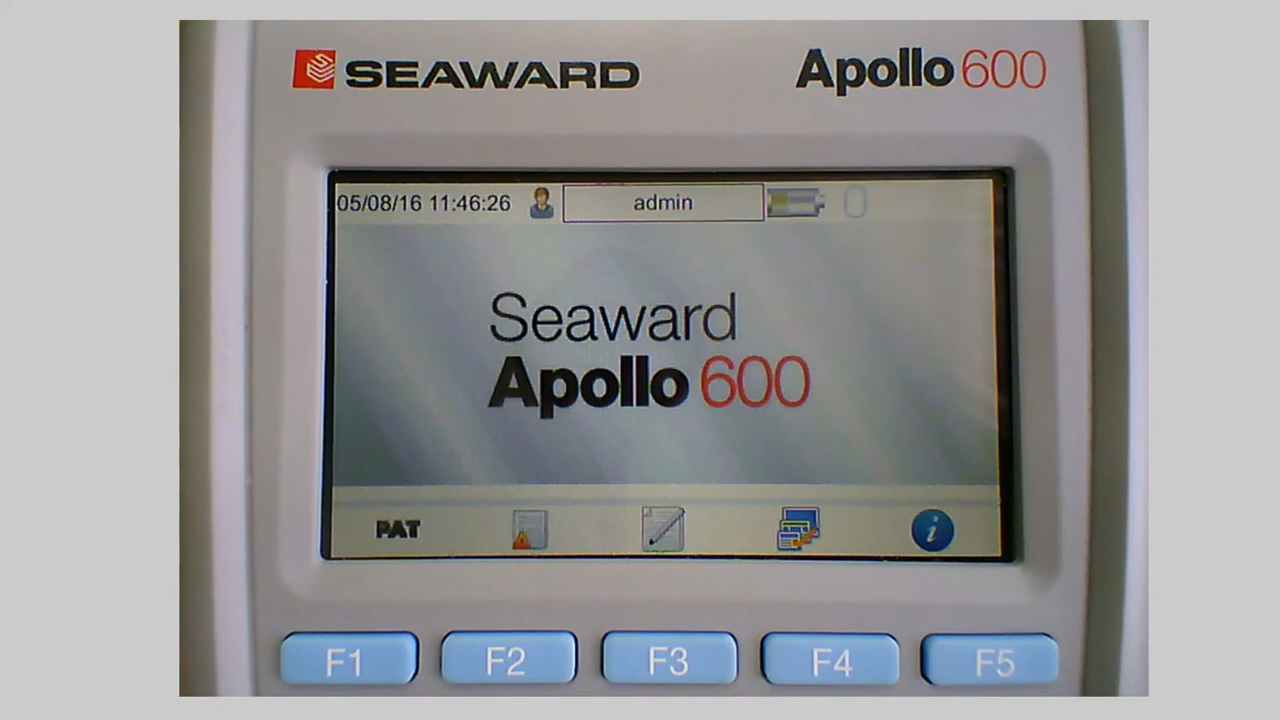 SEAWARD Apollo 600
05/08/16 11:46:26 admin 0
Seaward
Apollo 600
PAT
F1 F2 F3 F4 F5